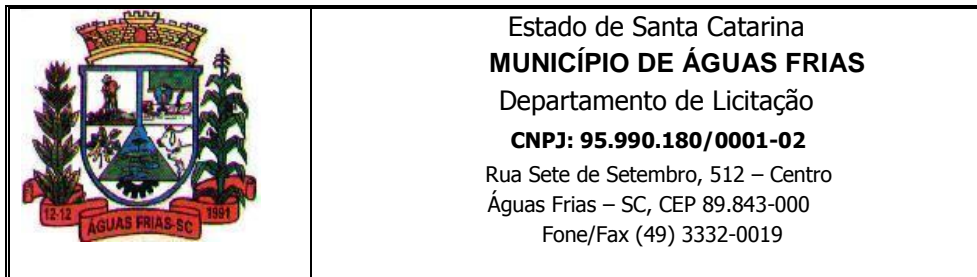 12-12
ÁGUAS FRIAS-SC
1991
Estado de Santa Catarina
MUNICÍPIO DE ÁGUAS FRIAS
Departamento de Licitação
CNPJ: 95.990.180/0001-02
Rua Sete de Setembro, 512 – Centro
Águas Frias – SC, CEP 89.843-000
Fone/Fax (49) 3332-0019